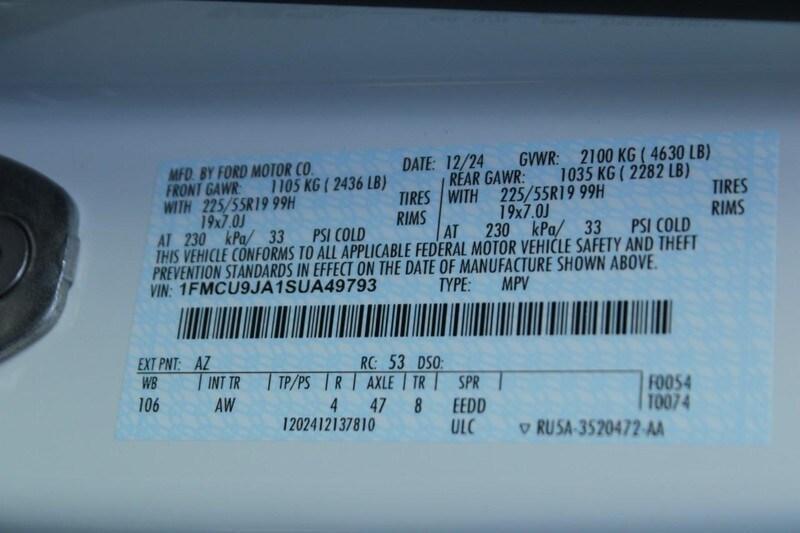 MFD. BY FORD MOTOR CO. DATE: 12/24 GVWR: 2100 KG ( 4630 LB)
FRONT GAWR: 1105 KG ( 2436 LB) REAR GAWR: 1035 KG ( 2282 LB)
WITH 225/55R19 99H TIRES WITH 225/55R19 99H TIRES
19x7.0J RIMS 19x7.0J RIMS
AT 230 kPa/ 33 PSI COLD AT 230 kPa/ 33 PSI COLD
THIS VEHICLE CONFORMS TO ALL APPLICABLE FEDERAL MOTOR VEHICLE SAFETY AND THEFT
PREVENTION STANDARDS IN EFFECT ON THE DATE OF MANUFACTURE SHOWN ABOVE.
VIN: 1FMCU9JA1SUA49793 TYPE: MPV
EXT PNT: AZ RC: 53 DSO:
WB INT TR TP/PS R AXLE TR SPR F0054
106 AW 4 47 8 EEDD T0074
1202412137810 ULC ▽ RU5A-3520472-AA